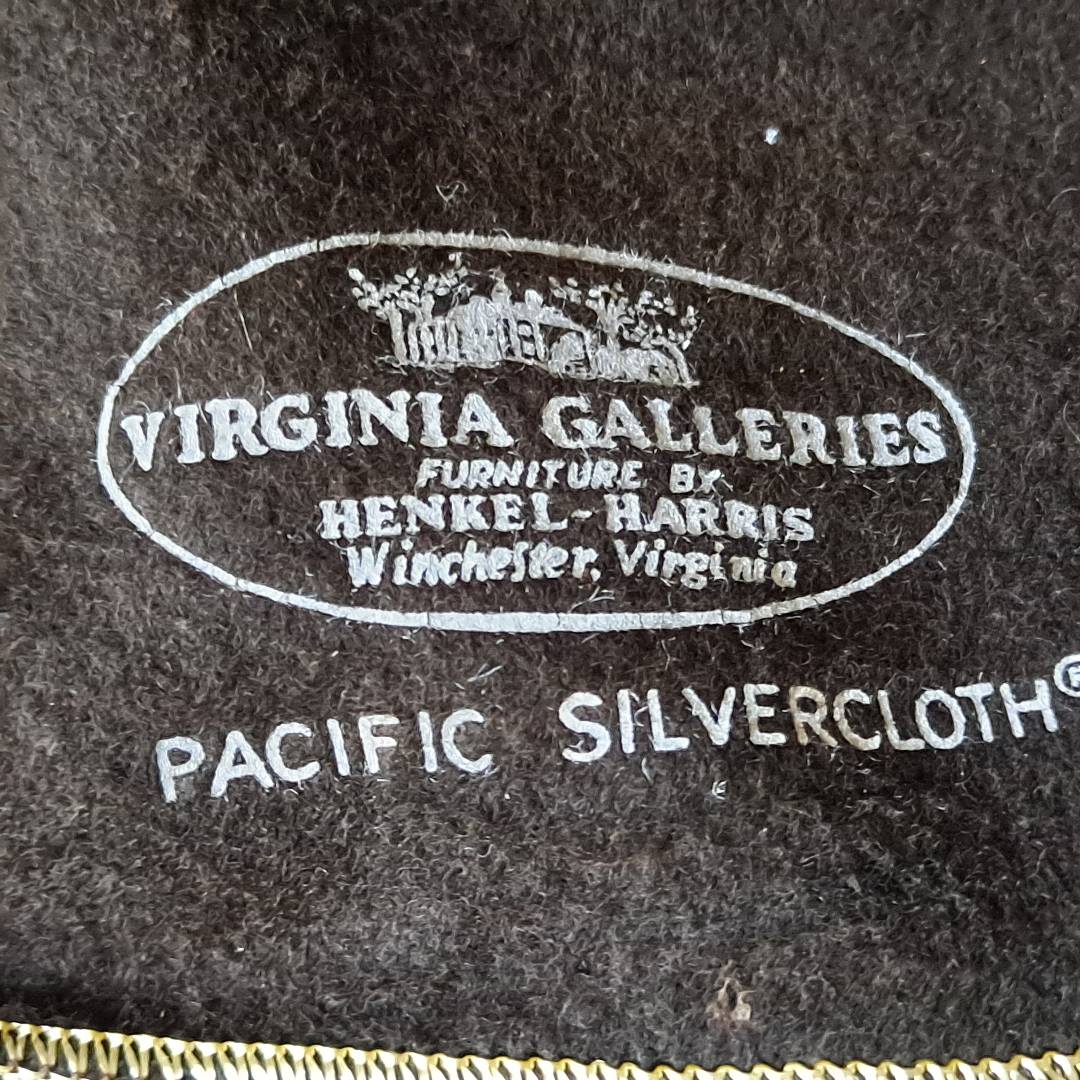 VIRGINIA GALLERIES
FURNITURE BY
HENKEL-HARRIS
Winchester, Virginia
PACIFIC SILVERCLOTH®